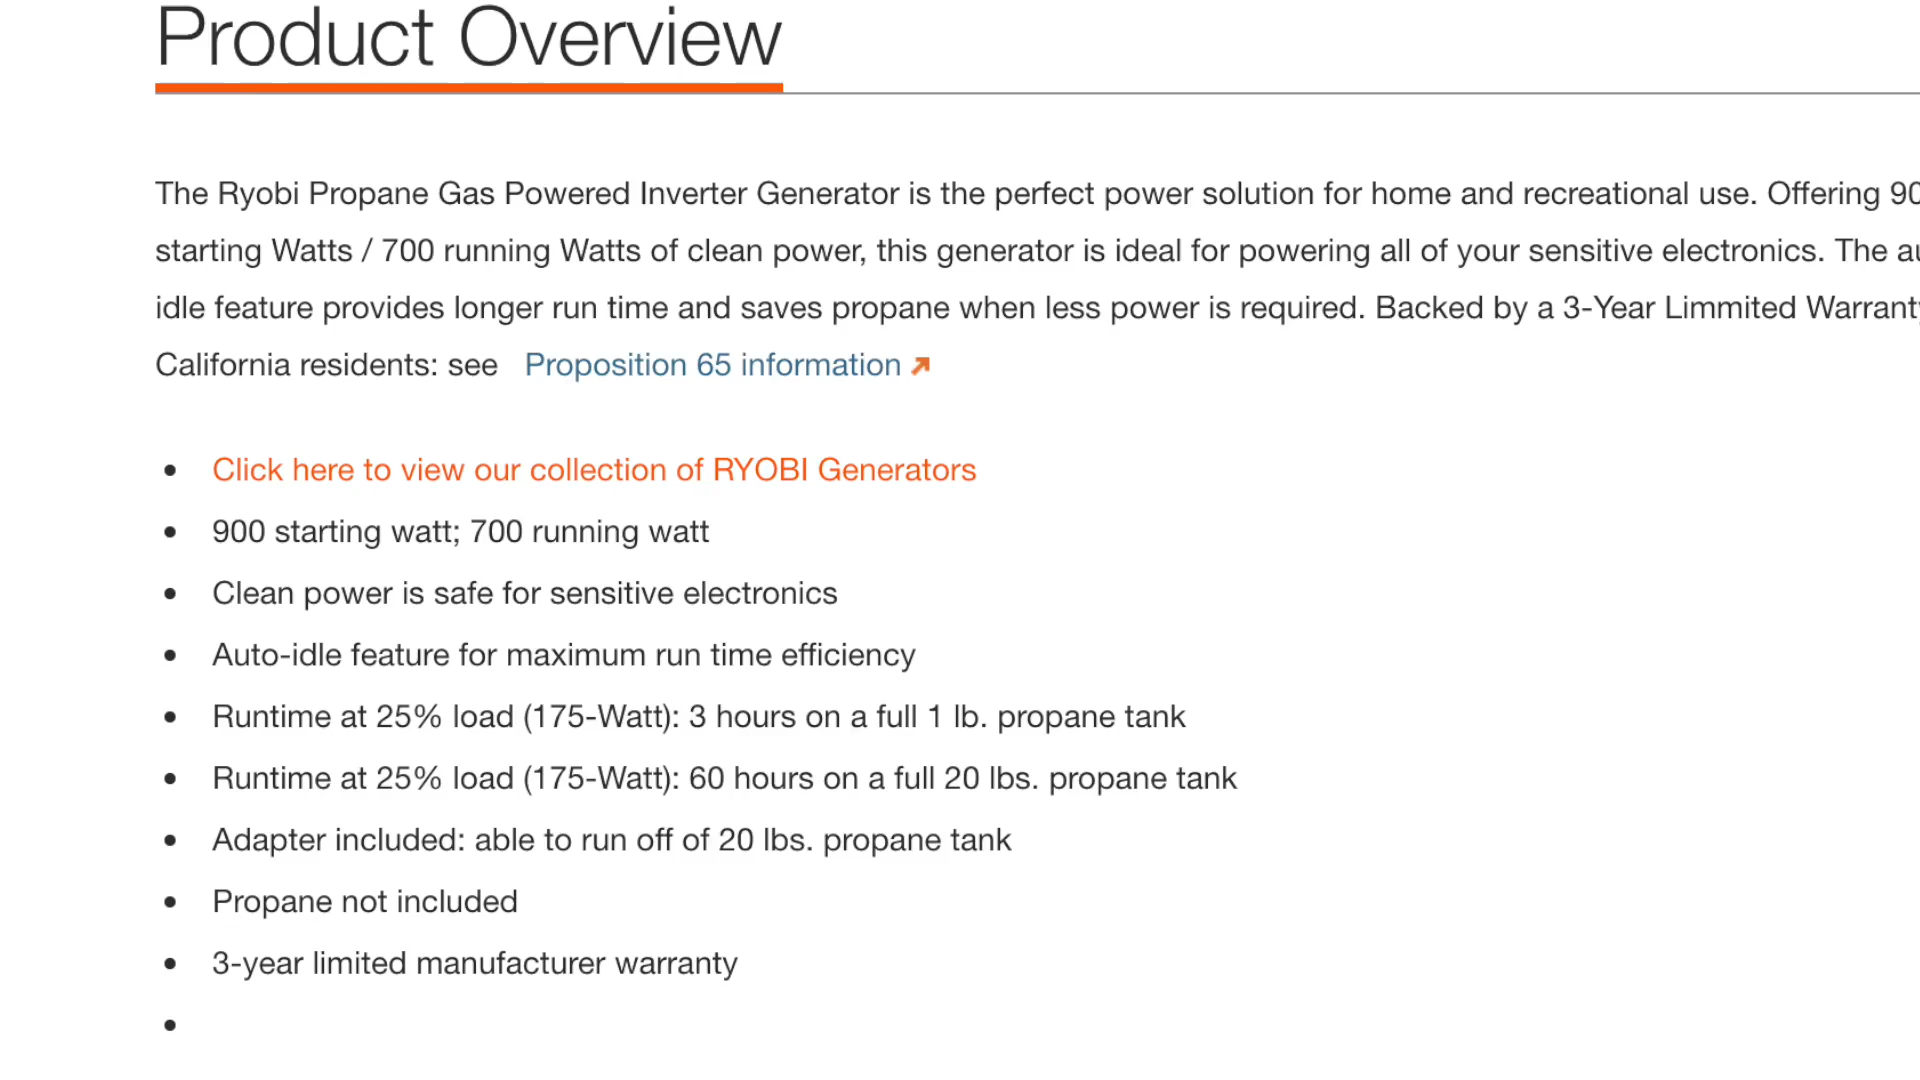 Product Overview
The Ryobi Propane Gas Powered Inverter Generator is the perfect power solution for home and recreational use. Offering 90
starting Watts / 700 running Watts of clean power, this generator is ideal for powering all of your sensitive electronics. The au
idle feature provides longer run time and saves propane when less power is required. Backed by a 3-Year Limmited Warranty
California residents: see Proposition 65 information
• Click here to view our collection of RYOBI Generators
• 900 starting watt; 700 running watt
• Clean power is safe for sensitive electronics
• Auto-idle feature for maximum run time efficiency
• Runtime at 25% load (175-Watt): 3 hours on a full 1 lb. propane tank
• Runtime at 25% load (175-Watt): 60 hours on a full 20 lbs. propane tank
• Adapter included: able to run off of 20 lbs. propane tank
• Propane not included
• 3-year limited manufacturer warranty
•